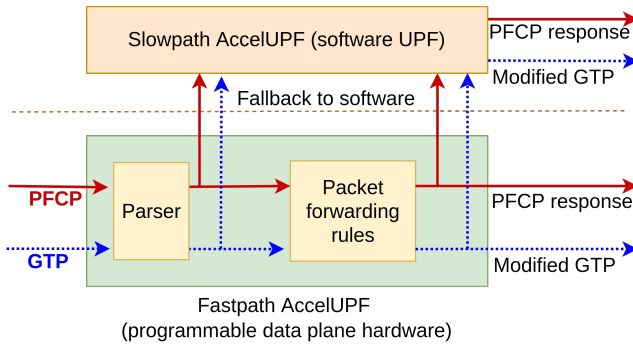 Slowpath AccelUPF (software UPF)
PFCP response
Modified GTP
Fallback to software
PFCP
GTP
Parser
Packet
forwarding
rules
PFCP response
Modified GTP
Fastpath AccelUPF
(programmable data plane hardware)